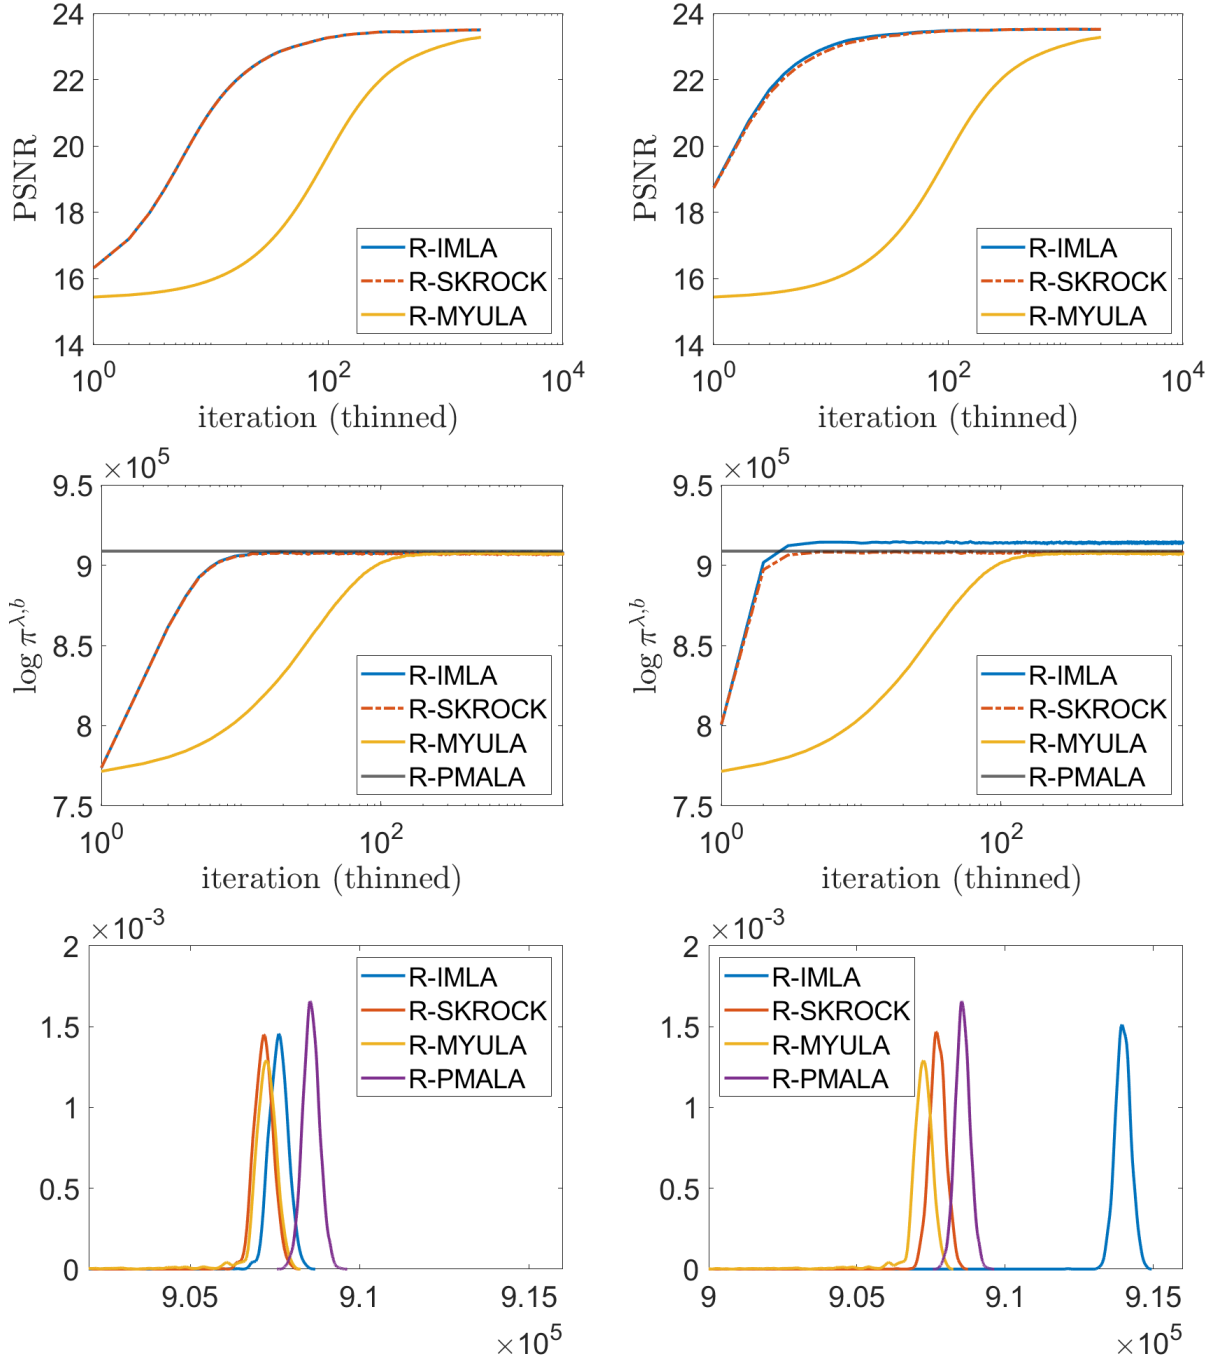 24
22
20
18
16
14
PSNR
R-IMLA
R-SKROCK
R-MYULA
10^0
10^2
10^4
iteration (thinned)
24
22
20
18
16
14
PSNR
R-IMLA
R-SKROCK
R-MYULA
10^0
10^2
10^4
iteration (thinned)
×10^5
9.5
9
8.5
8
7.5
log π^{λ,b}
R-IMLA
R-SKROCK
R-MYULA
R-PMALA
10^0
10^2
iteration (thinned)
×10^5
9.5
9
8.5
8
7.5
log π^{λ,b}
R-IMLA
R-SKROCK
R-MYULA
R-PMALA
10^0
10^2
iteration (thinned)
×10^-3
2
1.5
1
0.5
0
R-IMLA
R-SKROCK
R-MYULA
R-PMALA
9.05
9.1
9.15
×10^5
×10^-3
2
1.5
1
0.5
0
R-IMLA
R-SKROCK
R-MYULA
R-PMALA
9
9.05
9.1
9.15
×10^5